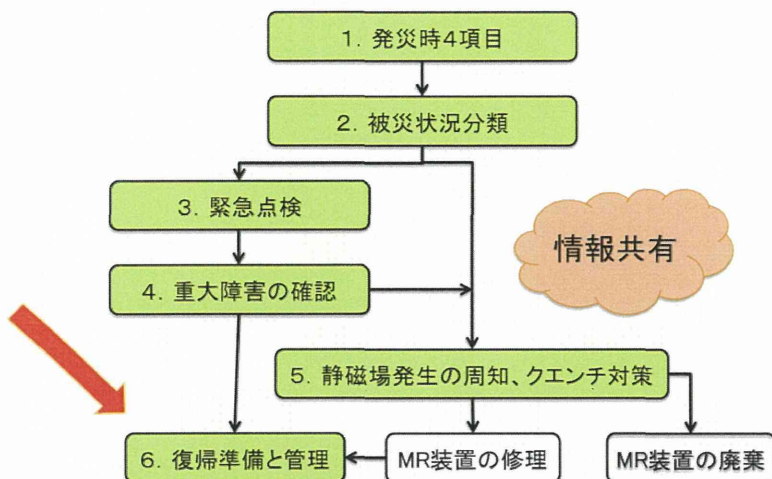 1. 発災時4項目
2. 被災状況分類
3. 緊急点検
情報共有
4. 重大障害の確認
5. 静磁場発生の周知、クエンチ対策
6. 復帰準備と管理
MR装置の修理
MR装置の廃棄